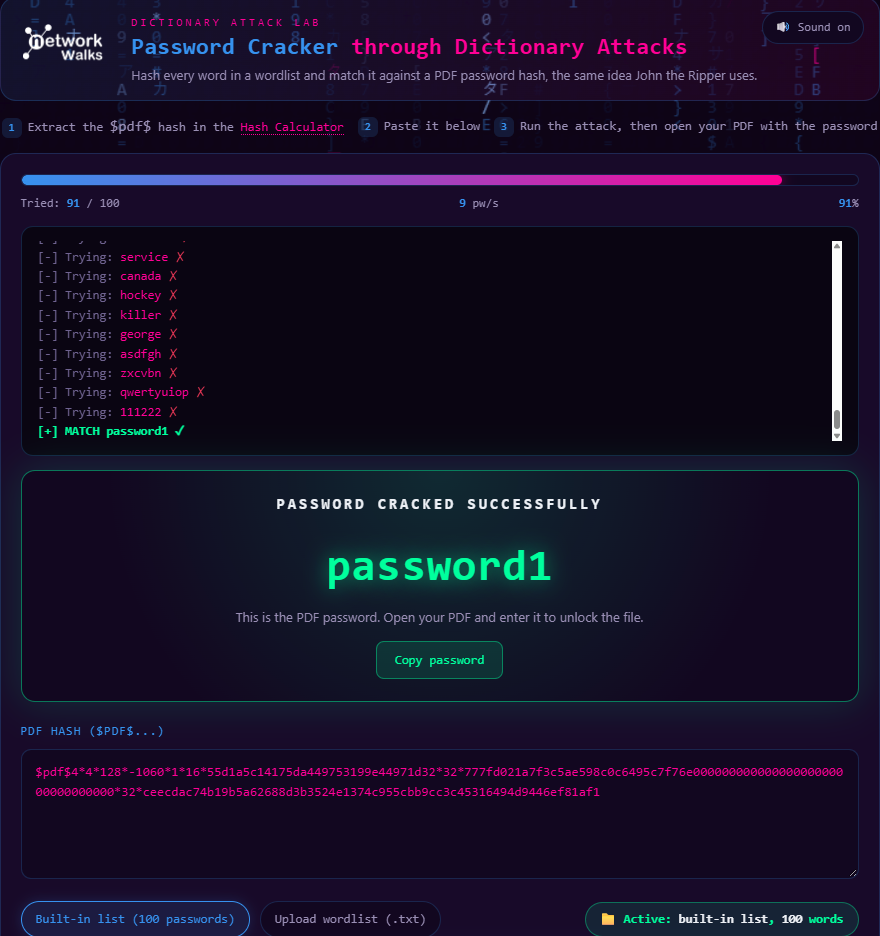 network
Walks
DICTIONARY ATTACK LAB
Password Cracker through Dictionary Attacks
Hash every word in a wordlist and match it against a PDF password hash, the same idea John the Ripper uses.
Sound on
1 Extract the $pdf$ hash in the Hash Calculator 2 Paste it below 3 Run the attack, then open your PDF with the password
Tried: 91 / 100 9 pw/s 91%
[-] Trying: service ✗
[-] Trying: canada ✗
[-] Trying: hockey ✗
[-] Trying: killer ✗
[-] Trying: george ✗
[-] Trying: asdfgh ✗
[-] Trying: zxcvbn ✗
[-] Trying: qwertyuiop ✗
[-] Trying: 111222 ✗
[+] MATCH password1 ✓
PASSWORD CRACKED SUCCESSFULLY
password1
This is the PDF password. Open your PDF and enter it to unlock the file.
Copy password
PDF HASH ($PDF$...)
$pdf$4*4*128*-1060*1*16*55d1a5c14175da449753199e44971d32*32*777fd021a7f3c5ae598c0c6495c7f76e0000000000000000000000
00000000000*32*ceecdac74b19b5a62688d3b3524e1374c955cbb9cc3c45316494d9446ef81af1
Built-in list (100 passwords) Upload wordlist (.txt) Active: built-in list, 100 words